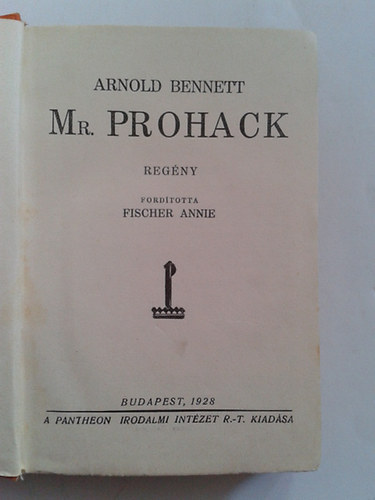 ARNOLD BENNETT
MR. PROHACK
REGÉNY
FORDÍTOTTA
FISCHER ANNIE
BUDAPEST, 1928
A PANTHEON IRODALMI INTÉZET R.-T. KIADÁSA